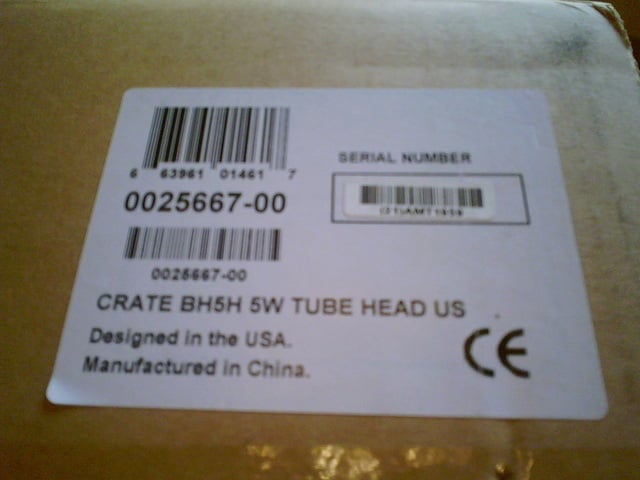 6 63961 01461 7
SERIAL NUMBER
0025667-00
0025667-00
CRATE BH5H 5W TUBE HEAD US
Designed in the USA.
Manufactured in China.
CE